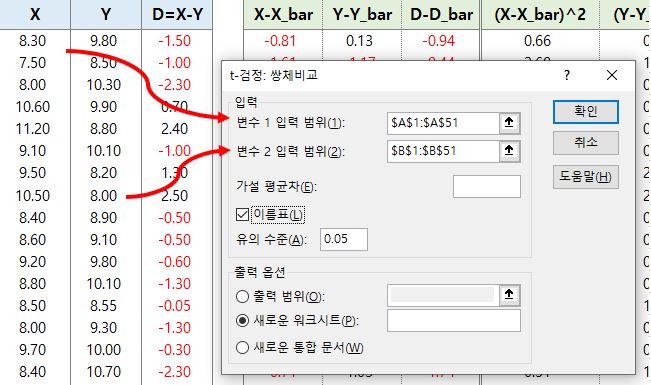 X Y D=X-Y X-X_bar Y-Y_bar D-D_bar (X-X_bar)^2 (Y-Y_
8.30 9.80 -1.50 -0.81 0.13 -0.94 0.66
7.50 8.50 -1.00
8.00 10.30 -2.30
10.60 9.90 0.70
11.20 8.80 2.40
9.10 10.10 -1.00
9.50 8.20 1.30
10.50 8.00 2.50
8.40 8.90 -0.50
8.60 9.10 -0.50
9.20 9.80 -0.60
8.80 10.10 -1.30
8.50 8.55 -0.05
8.00 9.30 -1.30
9.70 10.00 -0.30
8.40 10.70 -2.30
t-검정: 쌍체비교 ? ×
입력
변수 1 입력 범위(1): $A$1:$A$51
변수 2 입력 범위(2): $B$1:$B$51
가설 평균차(E):
이름표(L)
유의 수준(A): 0.05
확인
취소
도움말(H)
출력 옵션
출력 범위(O):
새로운 워크시트(P):
새로운 통합 문서(W)